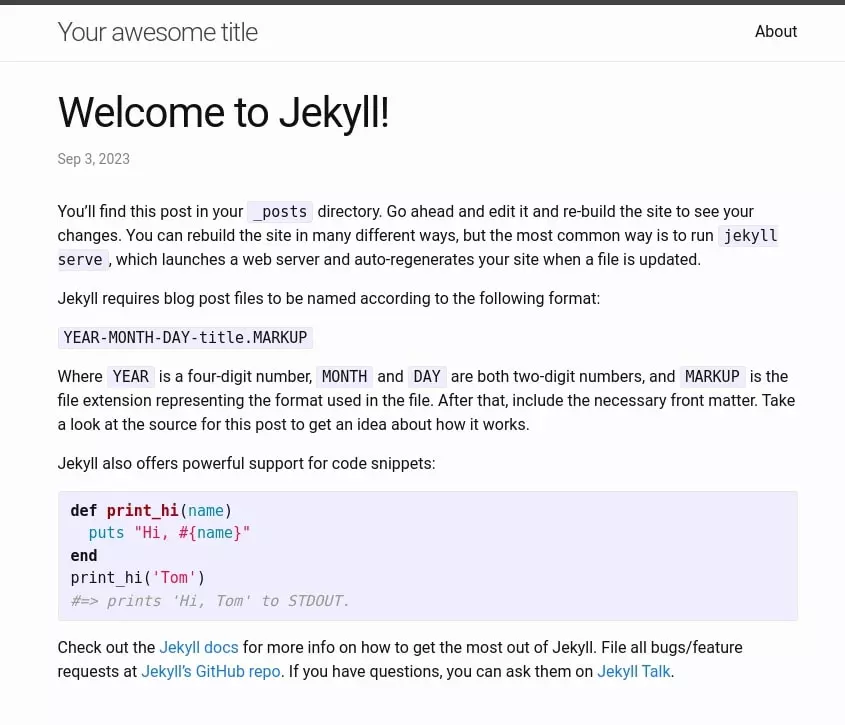 Your awesome title
About
Welcome to Jekyll!
Sep 3, 2023
You’ll find this post in your _posts directory. Go ahead and edit it and re-build the site to see your
changes. You can rebuild the site in many different ways, but the most common way is to run jekyll
serve, which launches a web server and auto-regenerates your site when a file is updated.
Jekyll requires blog post files to be named according to the following format:
YEAR-MONTH-DAY-title.MARKUP
Where YEAR is a four-digit number, MONTH and DAY are both two-digit numbers, and MARKUP is the
file extension representing the format used in the file. After that, include the necessary front matter. Take
a look at the source for this post to get an idea about how it works.
Jekyll also offers powerful support for code snippets:
def print_hi(name)
  puts "Hi, #{name}"
end
print_hi('Tom')
#=> prints 'Hi, Tom' to STDOUT.
Check out the Jekyll docs for more info on how to get the most out of Jekyll. File all bugs/feature
requests at Jekyll’s GitHub repo. If you have questions, you can ask them on Jekyll Talk.